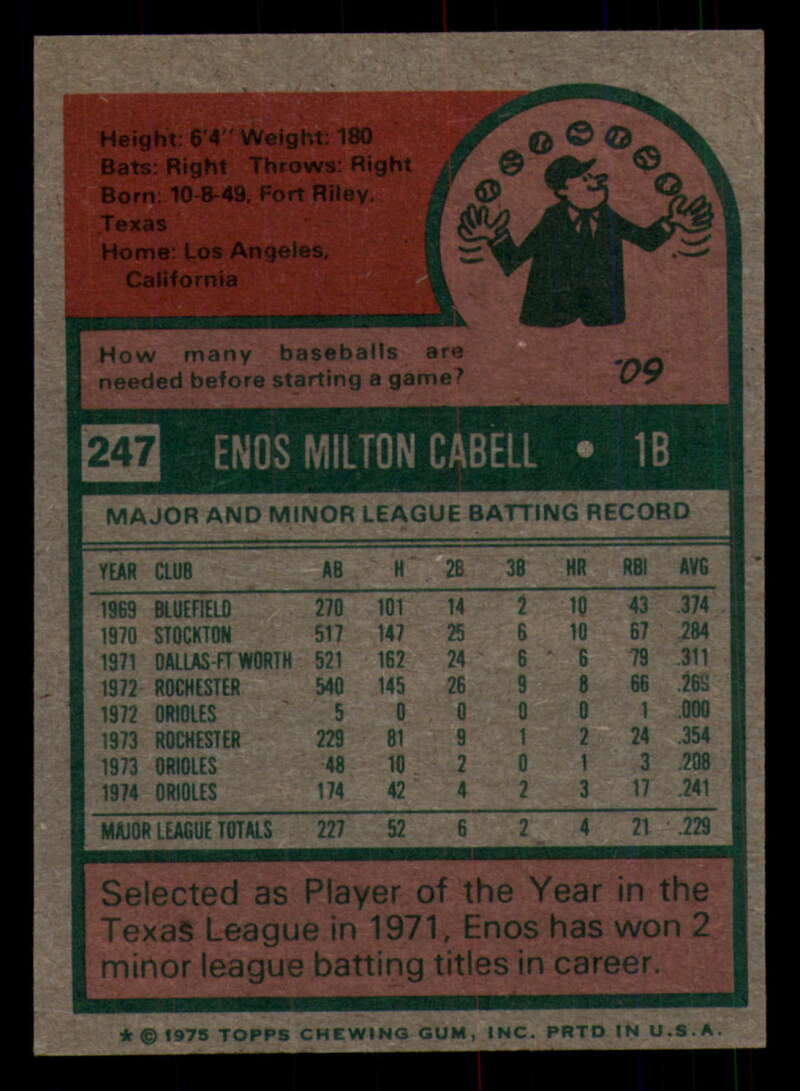 Height: 6'4" Weight: 180
Bats: Right Throws: Right
Born: 10-8-49, Fort Riley,
Texas
Home: Los Angeles,
California
How many baseballs are
needed before starting a game?
60.
247 ENOS MILTON CABELL • 1B
MAJOR AND MINOR LEAGUE BATTING RECORD
YEAR CLUB AB H 2B 3B HR RBI AVG
1969 BLUEFIELD 270 101 14 2 10 43 .374
1970 STOCKTON 517 147 25 6 10 67 .284
1971 DALLAS-FT WORTH 521 162 24 6 6 79 .311
1972 ROCHESTER 540 145 26 9 8 66 .269
1972 ORIOLES 5 0 0 0 0 1 .000
1973 ROCHESTER 229 81 9 1 2 24 .354
1973 ORIOLES 48 10 2 0 1 3 .208
1974 ORIOLES 174 42 4 2 3 17 .241
MAJOR LEAGUE TOTALS 227 52 6 2 4 21 .229
Selected as Player of the Year in the
Texas League in 1971, Enos has won 2
minor league batting titles in career.
* © 1975 TOPPS CHEWING GUM, INC. PRTD IN U.S.A.